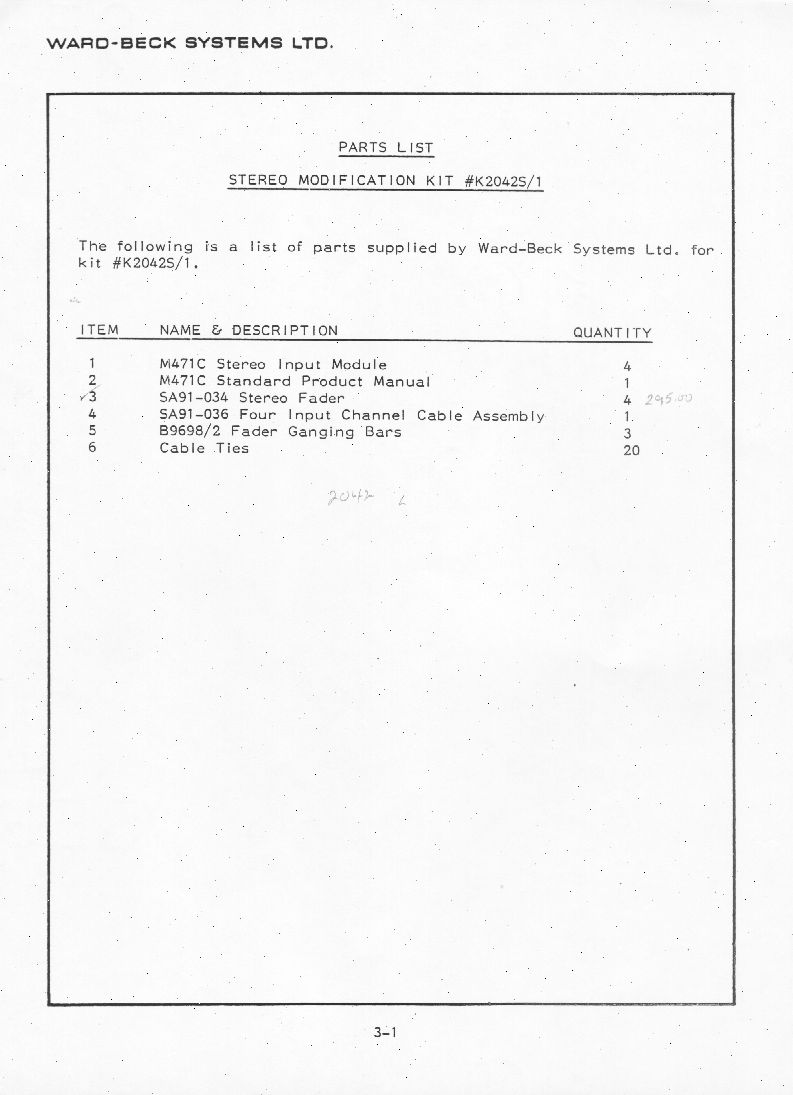 WARD-BECK SYSTEMS LTD.
PARTS LIST
STEREO MODIFICATION KIT #K2042S/1
The following is a list of parts supplied by Ward-Beck Systems Ltd. for
kit #K2042S/1.
ITEM NAME & DESCRIPTION QUANTITY
1 M471C Stereo Input Module 4
2 M471C Standard Product Manual 1
✓3 SA91-034 Stereo Fader 4 295.00
4 SA91-036 Four Input Channel Cable Assembly 1
5 B9698/2 Fader Ganging Bars 3
6 Cable Ties 20
2042 L
3-1